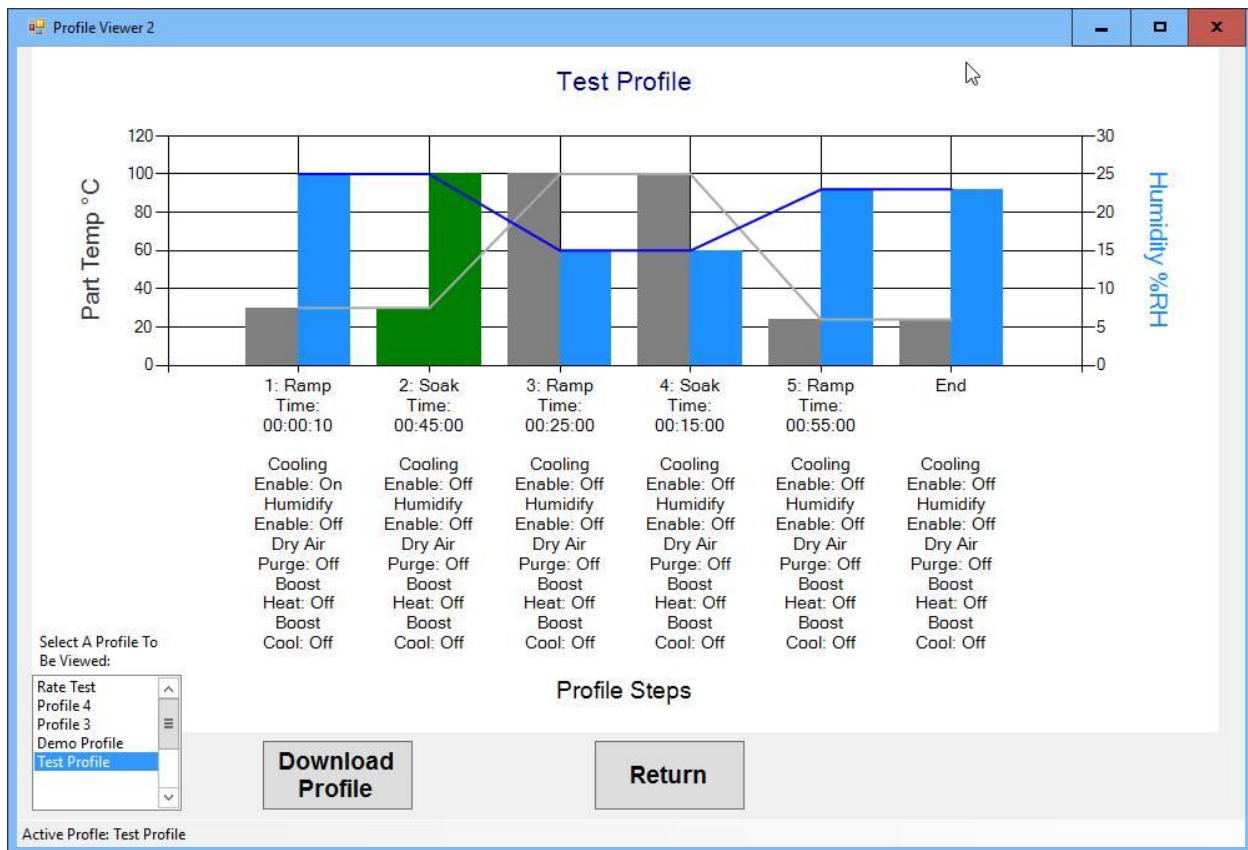 Profile Viewer 2
Test Profile
Part Temp °C
120
100
80
60
40
20
0
30
25
20
15
10
5
0
Humidity %RH
1: Ramp 2: Soak 3: Ramp 4: Soak 5: Ramp End
Time: Time: Time: Time: Time:
00:00:10 00:45:00 00:25:00 00:15:00 00:55:00
Cooling Cooling Cooling Cooling Cooling Cooling
Enable: On Enable: Off Enable: Off Enable: Off Enable: Off Enable: Off
Humidify Humidify Humidify Humidify Humidify Humidify
Enable: Off Enable: Off Enable: Off Enable: Off Enable: Off Enable: Off
Dry Air Dry Air Dry Air Dry Air Dry Air Dry Air
Purge: Off Purge: Off Purge: Off Purge: Off Purge: Off Purge: Off
Boost Boost Boost Boost Boost Boost
Heat: Off Heat: Off Heat: Off Heat: Off Heat: Off Heat: Off
Boost Boost Boost Boost Boost Boost
Cool: Off Cool: Off Cool: Off Cool: Off Cool: Off Cool: Off
Profile Steps
Select A Profile To
Be Viewed:
Rate Test
Profile 4
Profile 3
Demo Profile
Test Profile
Download
Profile
Return
Active Profle: Test Profile